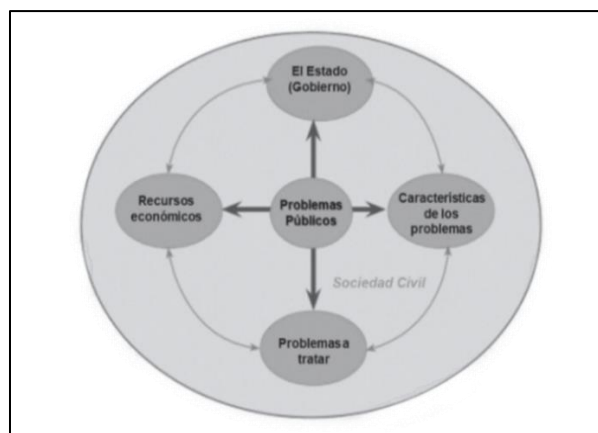 El Estado
(Gobierno)
Recursos
económicos
Problemas
Públicos
Características
de los
problemas
Sociedad Civil
Problemas a
tratar